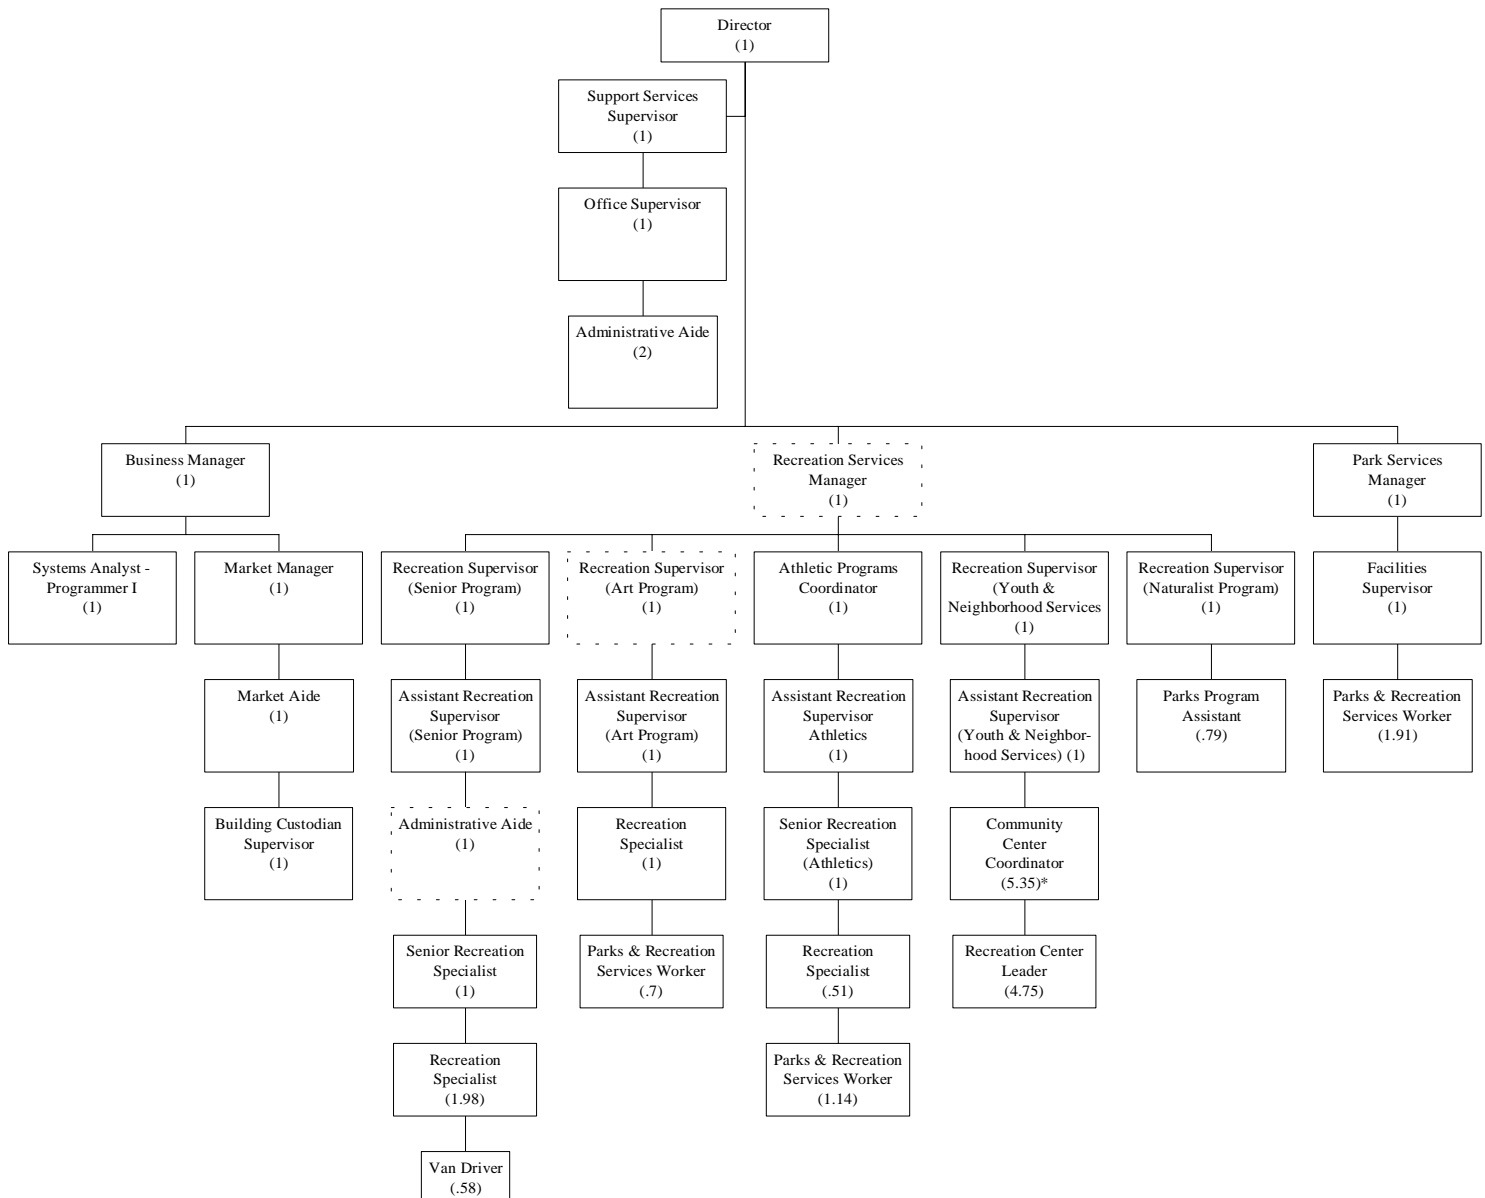 Director
(1)
Support Services
Supervisor
(1)
Office Supervisor
(1)
Administrative Aide
(2)
Business Manager
(1)
Recreation Services
Manager
(1)
Park Services
Manager
(1)
Systems Analyst -
Programmer I
(1)
Market Manager
(1)
Recreation Supervisor
(Senior Program)
(1)
Recreation Supervisor
(Art Program)
(1)
Athletic Programs
Coordinator
(1)
Recreation Supervisor
(Youth &
Neighborhood Services
(1)
Recreation Supervisor
(Naturalist Program)
(1)
Facilities
Supervisor
(1)
Market Aide
(1)
Assistant Recreation
Supervisor
(Senior Program)
(1)
Assistant Recreation
Supervisor
(Art Program)
(1)
Assistant Recreation
Supervisor
Athletics
(1)
Assistant Recreation
Supervisor
(Youth & Neighbor-
hood Services) (1)
Parks Program
Assistant
(.79)
Parks & Recreation
Services Worker
(1.91)
Building Custodian
Supervisor
(1)
Administrative Aide
(1)
Recreation
Specialist
(1)
Senior Recreation
Specialist
(Athletics)
(1)
Community
Center
Coordinator
(5.35)*
Senior Recreation
Specialist
(1)
Parks & Recreation
Services Worker
(.7)
Recreation
Specialist
(.51)
Recreation Center
Leader
(4.75)
Recreation
Specialist
(1.98)
Parks & Recreation
Services Worker
(1.14)
Van Driver
(.58)